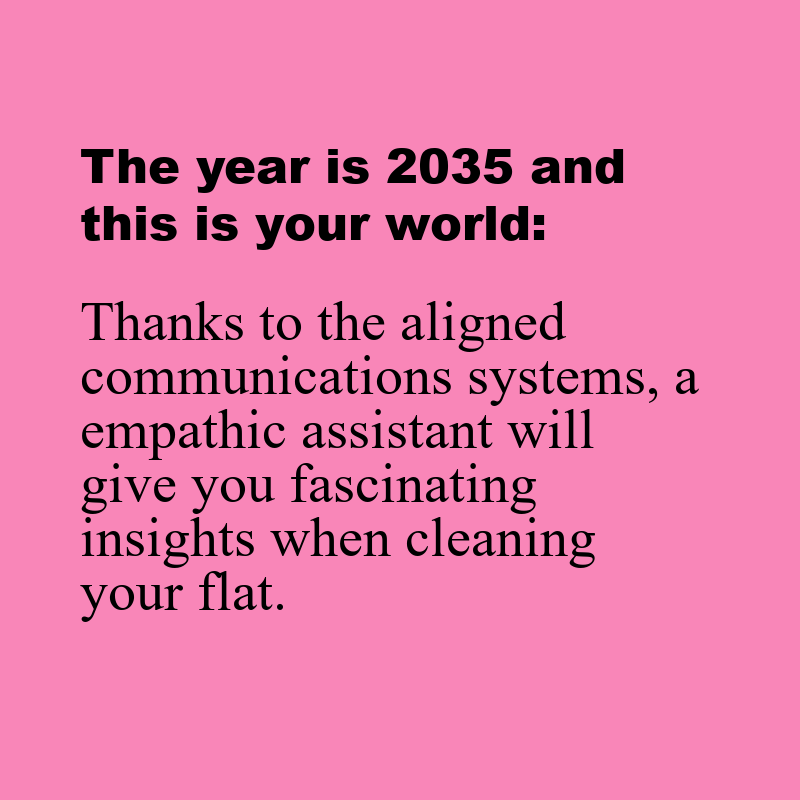 The year is 2035 and
this is your world:
Thanks to the aligned
communications systems, a
empathic assistant will
give you fascinating
insights when cleaning
your flat.